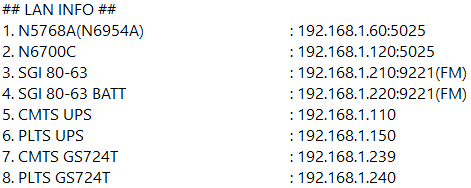 ## LAN INFO ##
1. N5768A(N6954A) : 192.168.1.60:5025
2. N6700C : 192.168.1.120:5025
3. SGI 80-63 : 192.168.1.210:9221(FM)
4. SGI 80-63 BATT : 192.168.1.220:9221(FM)
5. CMTS UPS : 192.168.1.110
6. PLTS UPS : 192.168.1.150
7. CMTS GS724T : 192.168.1.239
8. PLTS GS724T : 192.168.1.240